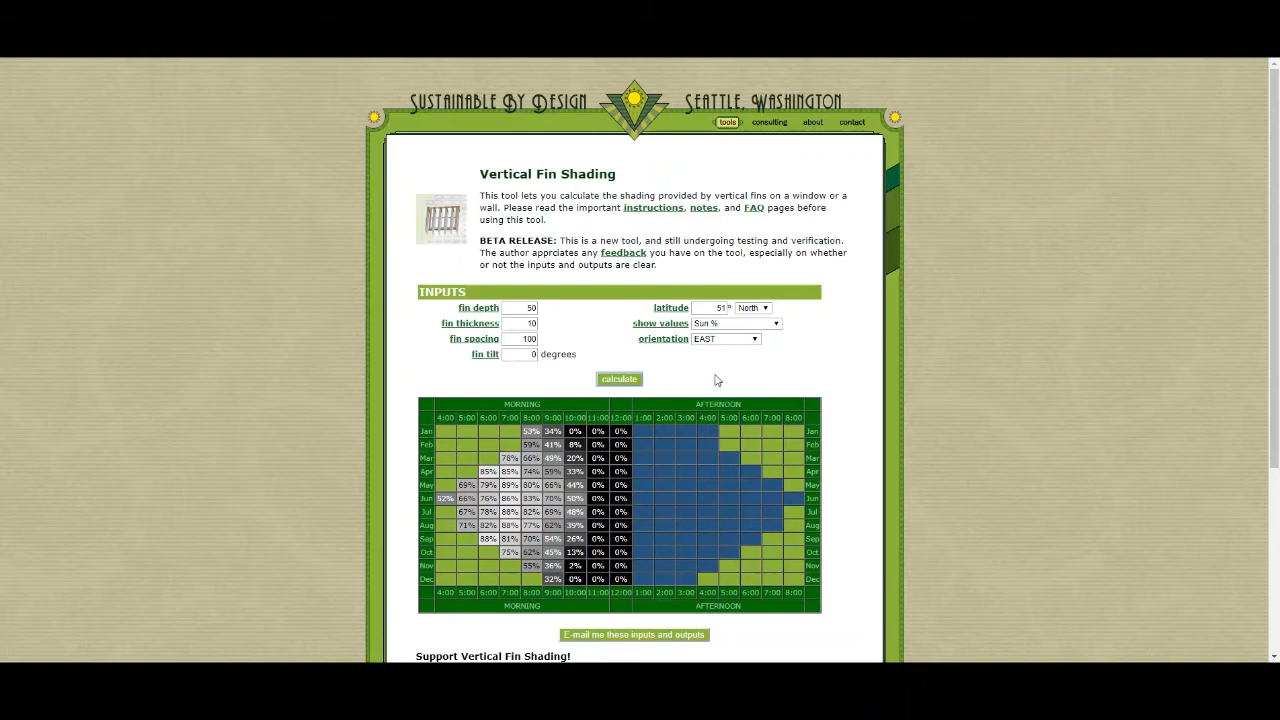 SUSTAINABLE BY DESIGN SEATTLE, WASHINGTON
tools consulting about contact
Vertical Fin Shading
This tool lets you calculate the shading provided by vertical fins on a window or a
wall. Please read the important instructions, notes, and FAQ pages before
using this tool.
BETA RELEASE: This is a new tool, and still undergoing testing and verification.
The author apprciates any feedback you have on the tool, especially on whether
or not the inputs and outputs are clear.
INPUTS
fin depth 50 latitude 51° North
fin thickness 10 show values Sun %
fin spacing 100 orientation EAST
fin tilt 0 degrees
calculate
MORNING AFTERNOON
4:00 5:00 6:00 7:00 8:00 9:00 10:00 11:00 12:00 1:00 2:00 3:00 4:00 5:00 6:00 7:00 8:00
Jan 53% 34% 0% 0% 0% Jan
Feb 59% 41% 8% 0% 0% Feb
Mar 78% 66% 49% 20% 0% 0% Mar
Apr 85% 85% 74% 59% 33% 0% 0% Apr
May 69% 79% 89% 80% 66% 44% 0% 0% May
Jun 52% 66% 76% 86% 83% 70% 50% 0% 0% Jun
Jul 67% 78% 88% 82% 69% 48% 0% 0% Jul
Aug 71% 82% 88% 77% 62% 39% 0% 0% Aug
Sep 88% 81% 70% 54% 26% 0% 0% Sep
Oct 75% 62% 45% 13% 0% 0% Oct
Nov 55% 36% 2% 0% 0% Nov
Dec 32% 0% 0% 0% Dec
4:00 5:00 6:00 7:00 8:00 9:00 10:00 11:00 12:00 1:00 2:00 3:00 4:00 5:00 6:00 7:00 8:00
MORNING AFTERNOON
E-mail me these inputs and outputs
Support Vertical Fin Shading!